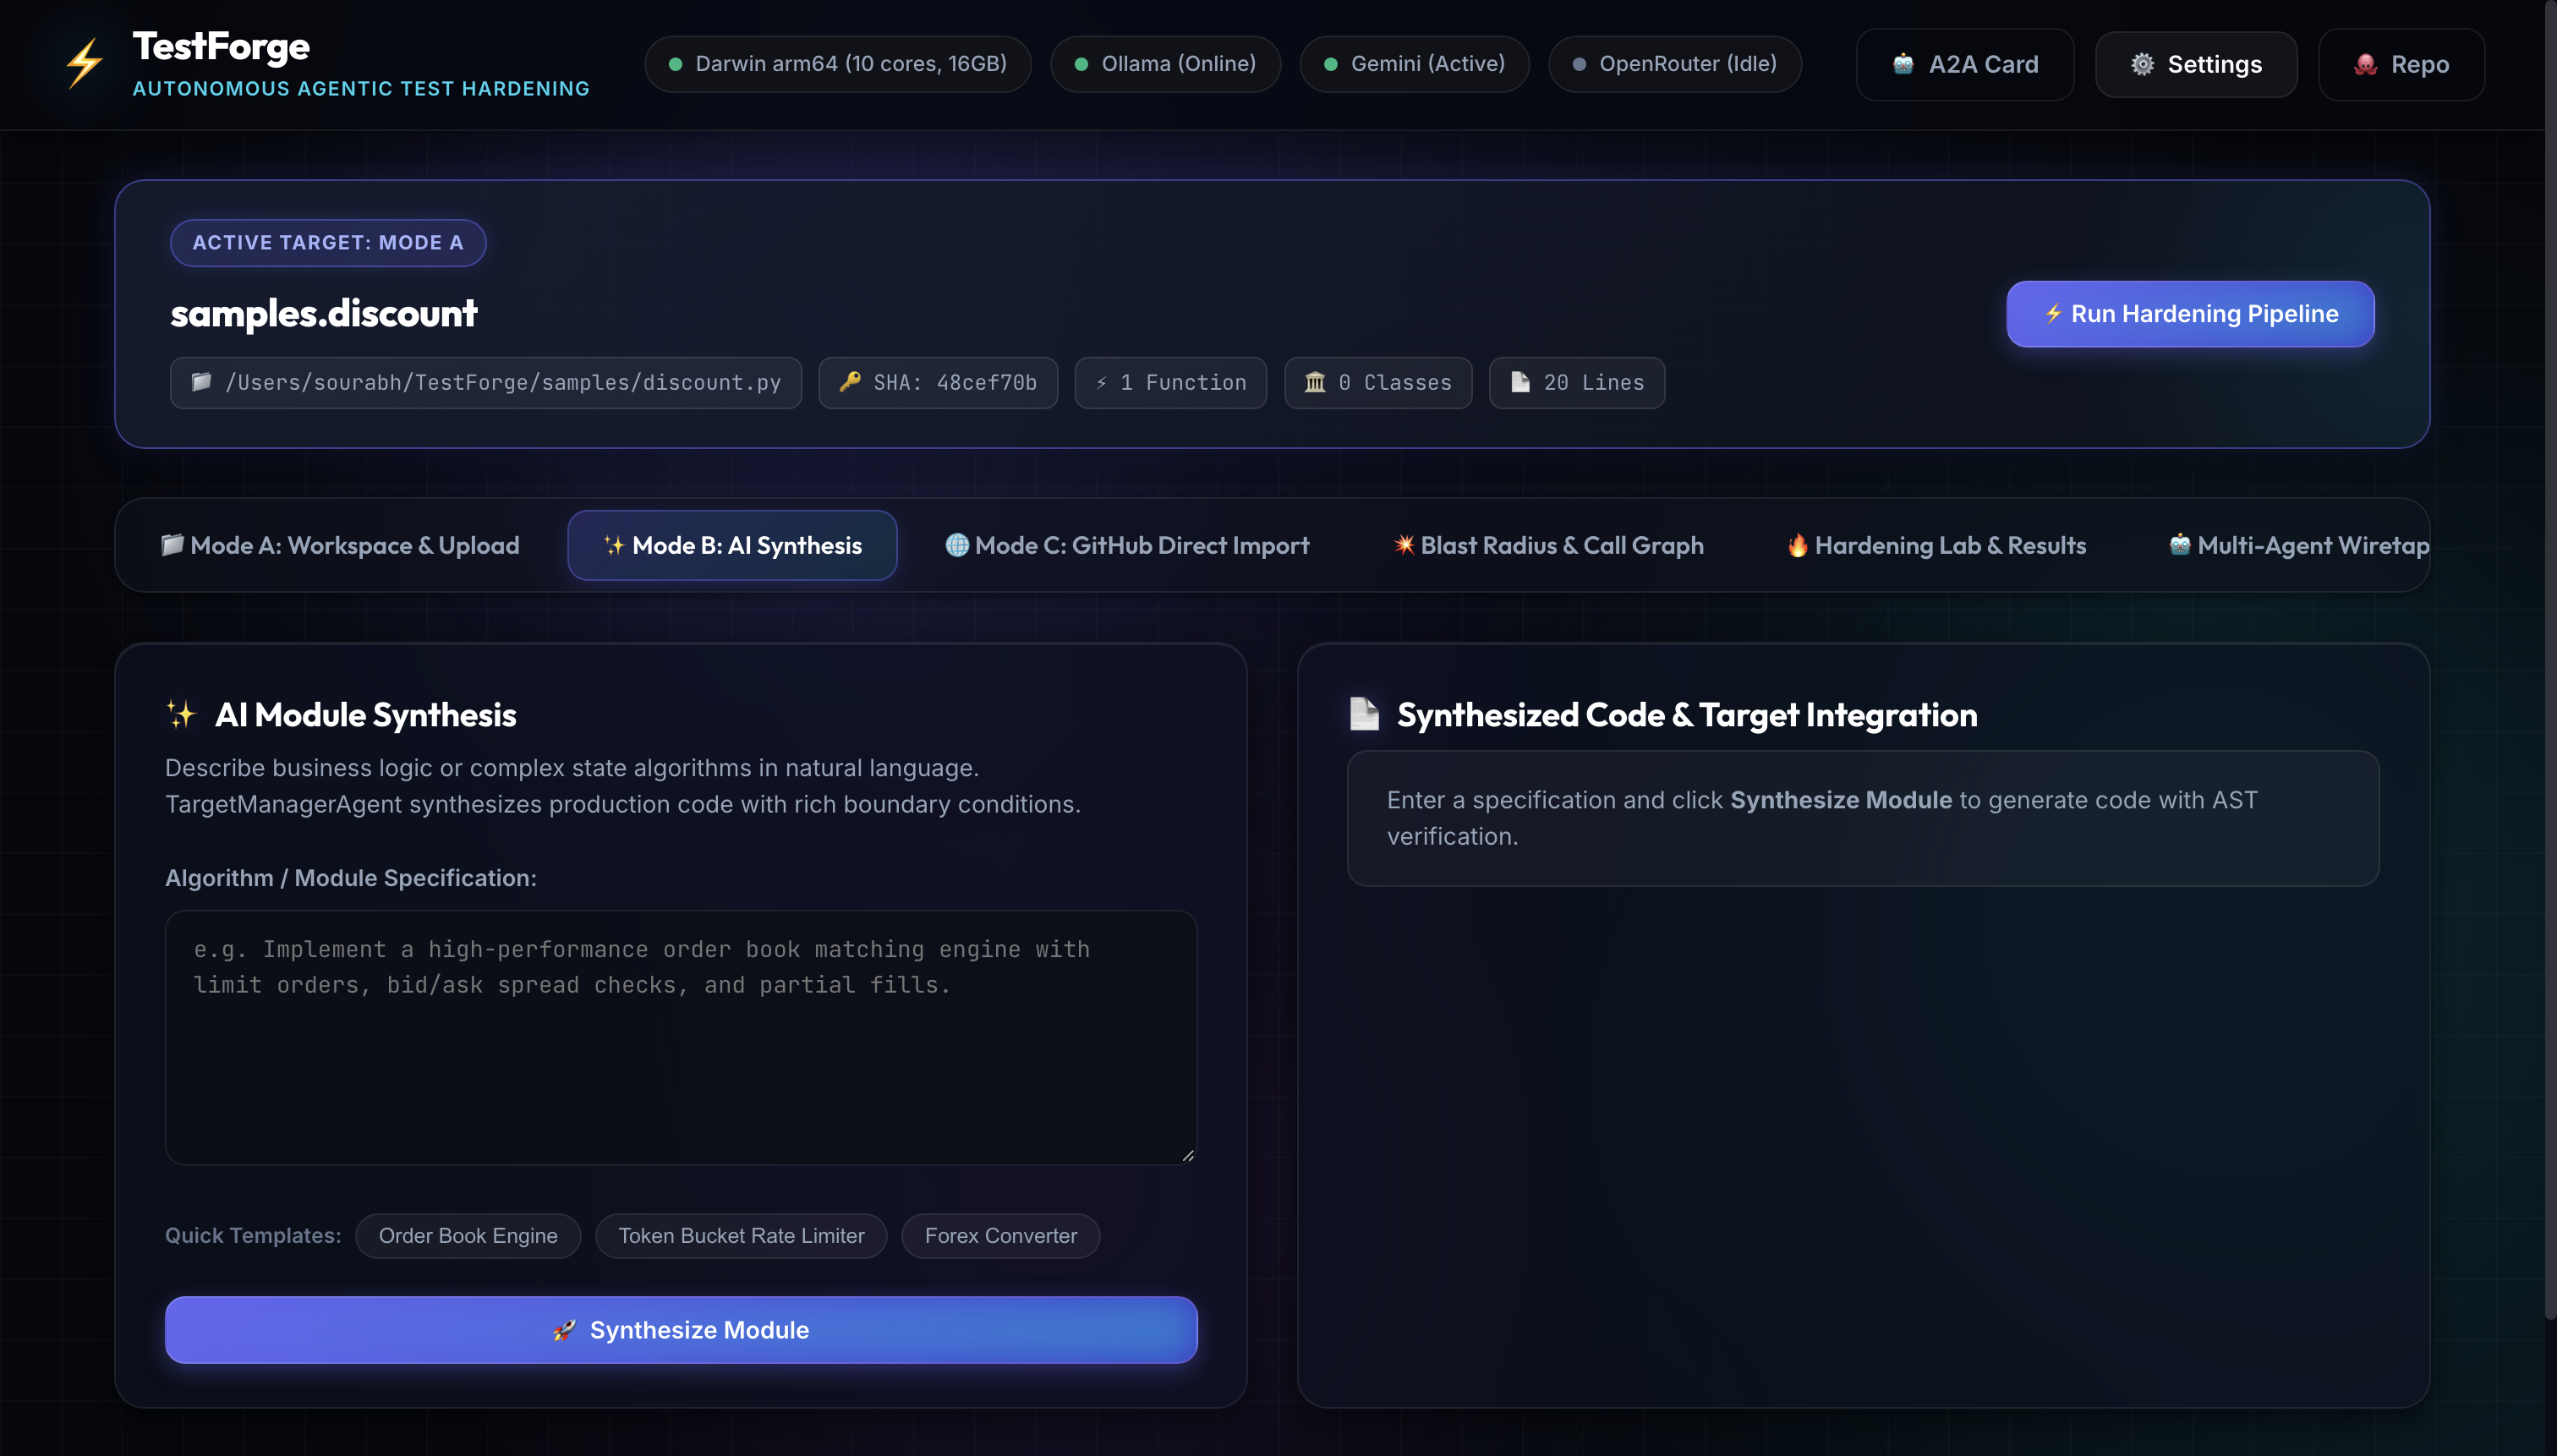 TestForge
AUTONOMOUS AGENTIC TEST HARDENING
Darwin arm64 (10 cores, 16GB)
Ollama (Online)
Gemini (Active)
OpenRouter (Idle)
A2A Card
Settings
Repo
ACTIVE TARGET: MODE A
samples.discount
/Users/sourabh/TestForge/samples/discount.py
SHA: 48cef70b
1 Function
0 Classes
20 Lines
Run Hardening Pipeline
Mode A: Workspace & Upload
Mode B: AI Synthesis
Mode C: GitHub Direct Import
Blast Radius & Call Graph
Hardening Lab & Results
Multi-Agent Wiretap
AI Module Synthesis
Describe business logic or complex state algorithms in natural language.
TargetManagerAgent synthesizes production code with rich boundary conditions.
Algorithm / Module Specification:
e.g. Implement a high-performance order book matching engine with
limit orders, bid/ask spread checks, and partial fills.
Quick Templates:
Order Book Engine
Token Bucket Rate Limiter
Forex Converter
Synthesize Module
Synthesized Code & Target Integration
Enter a specification and click Synthesize Module to generate code with AST
verification.